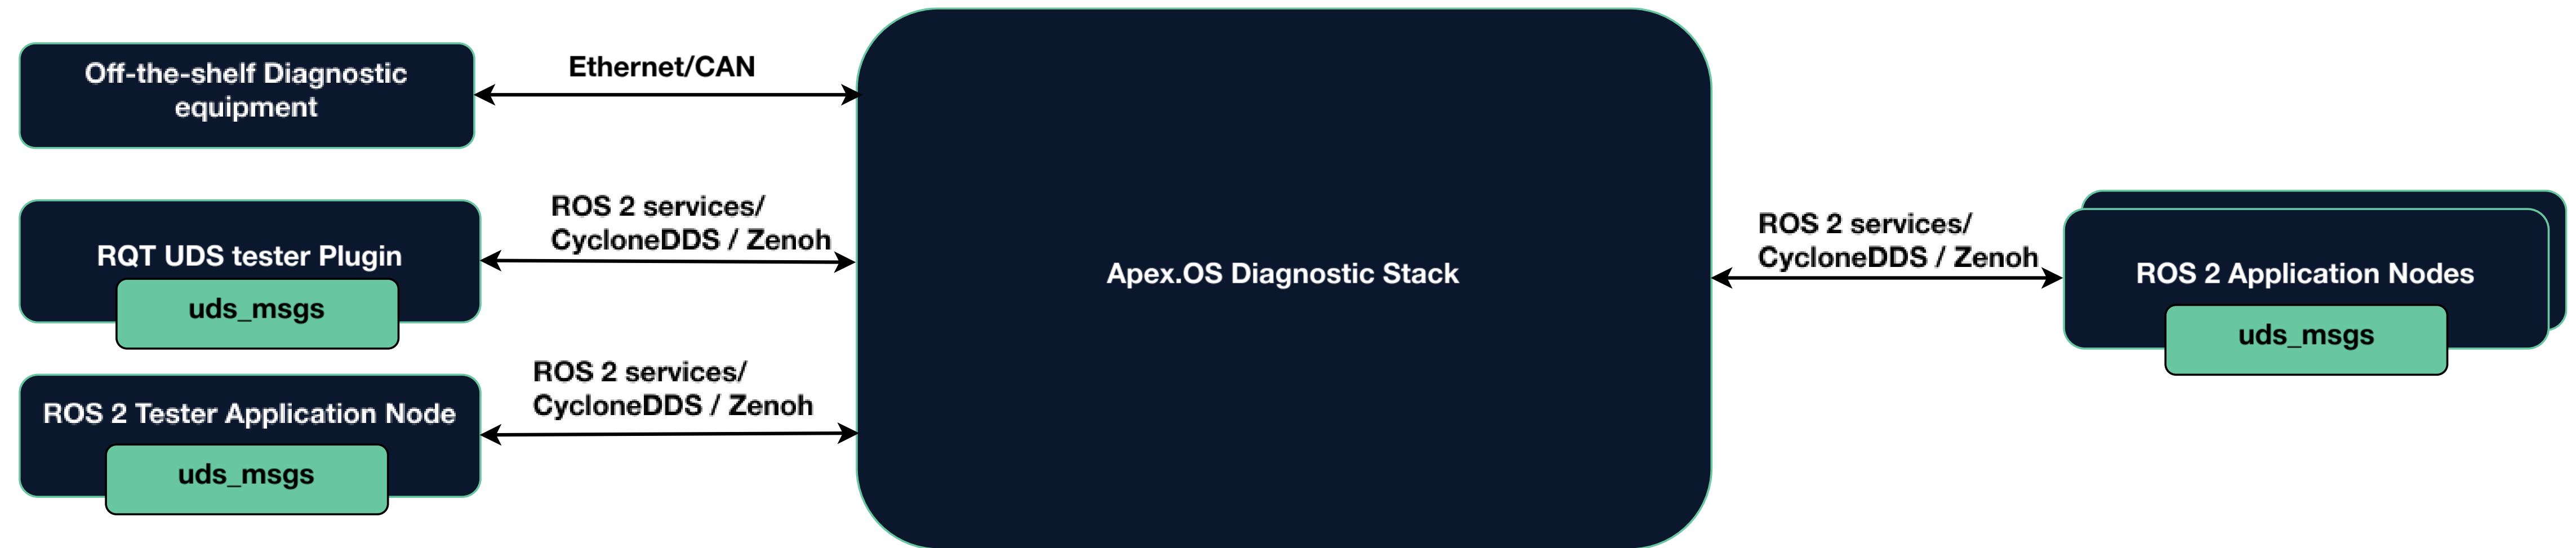 Off-the-shelf Diagnostic
equipment
Ethernet/CAN
RQT UDS tester Plugin
uds_msgs
ROS 2 services/
CycloneDDS / Zenoh
ROS 2 Tester Application Node
uds_msgs
ROS 2 services/
CycloneDDS / Zenoh
Apex.OS Diagnostic Stack
ROS 2 services/
CycloneDDS / Zenoh
ROS 2 Application Nodes
uds_msgs